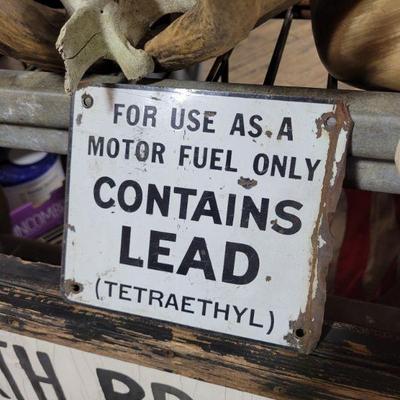 FOR USE AS A
MOTOR FUEL ONLY
CONTAINS
LEAD
(TETRAETHYL)